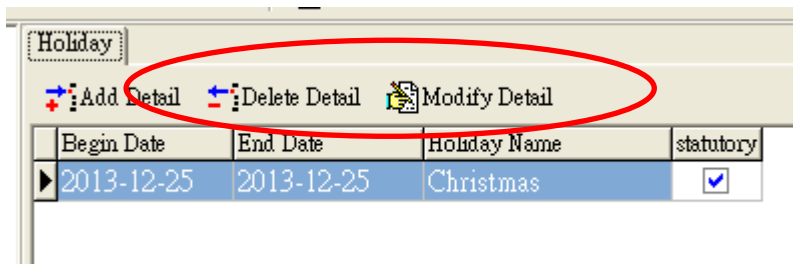 Holiday
Add Detail Delete Detail Modify Detail
Begin Date End Date Holiday Name statutory
2013-12-25 2013-12-25 Christmas